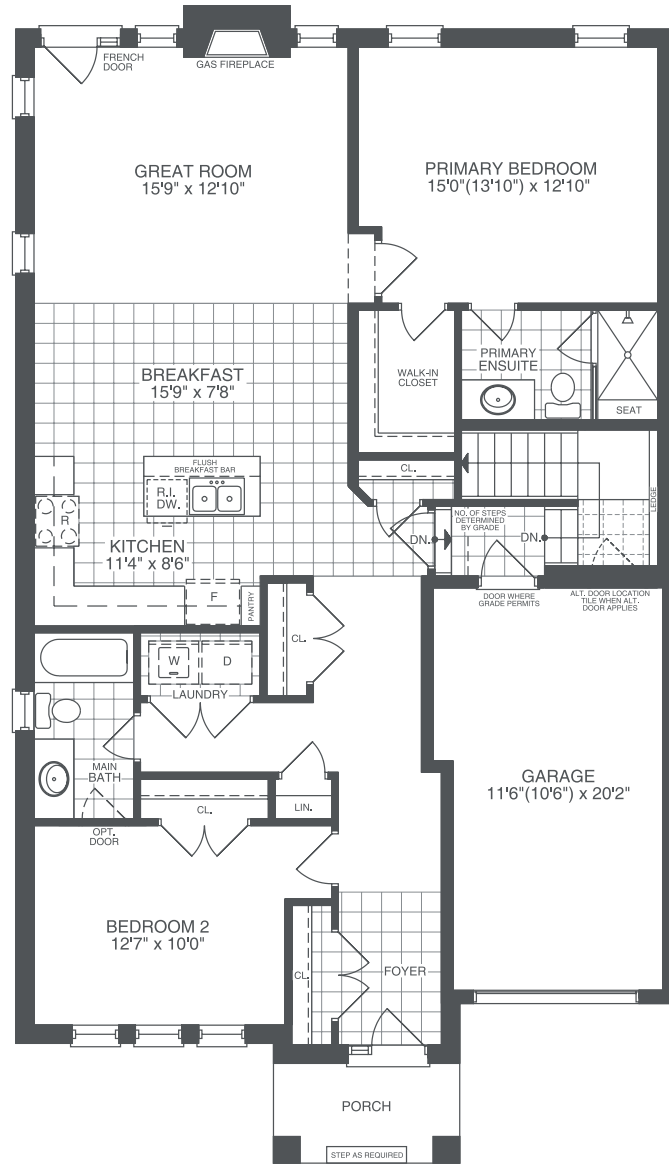 FRENCH
DOOR
GAS FIREPLACE
GREAT ROOM
15'9" x 12'10"
PRIMARY BEDROOM
15'0"(13'10") x 12'10"
BREAKFAST
15'9" x 7'8"
WALK-IN
CLOSET
PRIMARY
ENSUITE
SEAT
FLUSH
BREAKFAST BAR
R.I.
DW.
R
KITCHEN
11'4" x 8'6"
F
PANTRY
CL.
NO. OF STEPS
DETERMINED
BY GRADE
DN.
DN.
LEDGE
DOOR WHERE
GRADE PERMITS
ALT. DOOR LOCATION
TILE WHEN ALT.
DOOR APPLIES
CL.
W
D
LAUNDRY
MAIN
BATH
OPT.
DOOR
CL.
LIN.
GARAGE
11'6"(10'6") x 20'2"
BEDROOM 2
12'7" x 10'0"
CL.
FOYER
PORCH
STEP AS REQUIRED